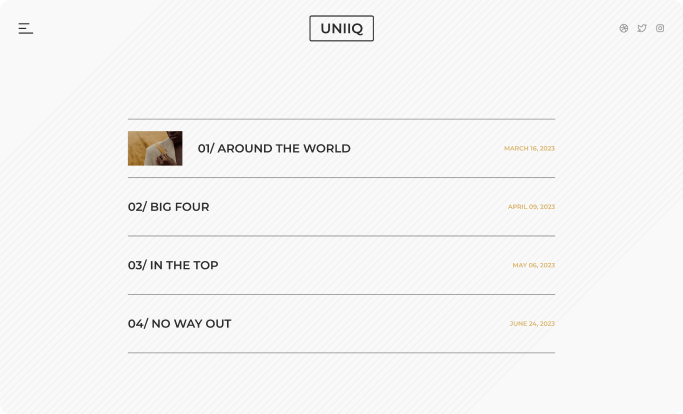 UNIIQ
01/ AROUND THE WORLD
MARCH 16, 2023
02/ BIG FOUR
APRIL 09, 2023
03/ IN THE TOP
MAY 06, 2023
04/ NO WAY OUT
JUNE 24, 2023